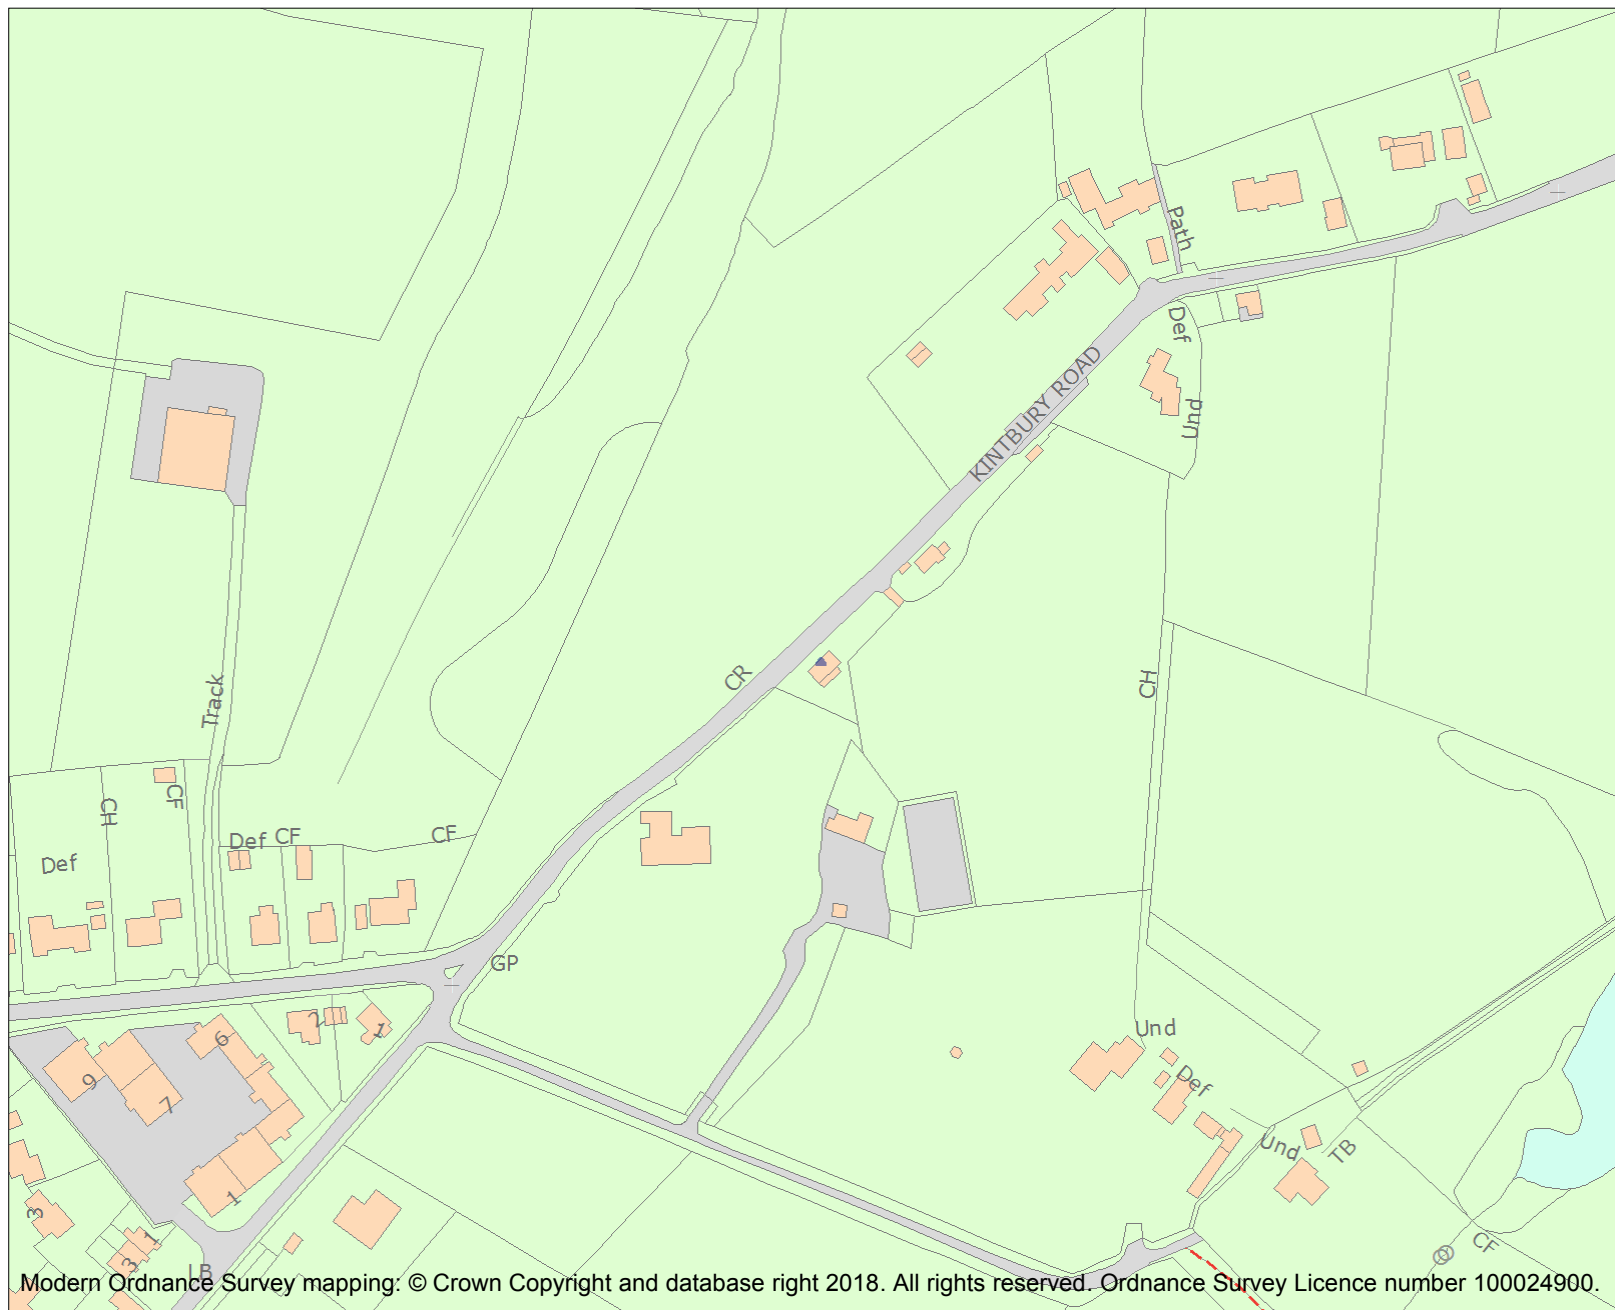 Path
Def
KINTBURY ROAD
Und
CR
CH
Track
CF
CH
Def CF
CF
Def
GP
2
1
6
9
7
Und
Def
Und
TB
1
3
1
3
CF
LB
Modern Ordnance Survey mapping: © Crown Copyright and database right 2018. All rights reserved. Ordnance Survey Licence number 100024900.